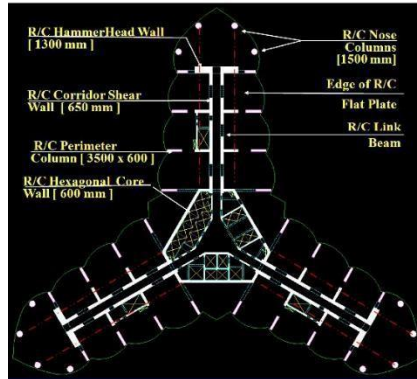 R/C HammerHead Wall
[ 1300 mm ]
R/C Nose
Columns
[1500 mm]
R/C Corridor Shear
Wall [ 650 mm ]
Edge of R/C
Flat Plate
R/C Perimeter
Column [ 3500 x 600 ]
R/C Link
Beam
R/C Hexagonal Core
Wall [ 600 mm ]